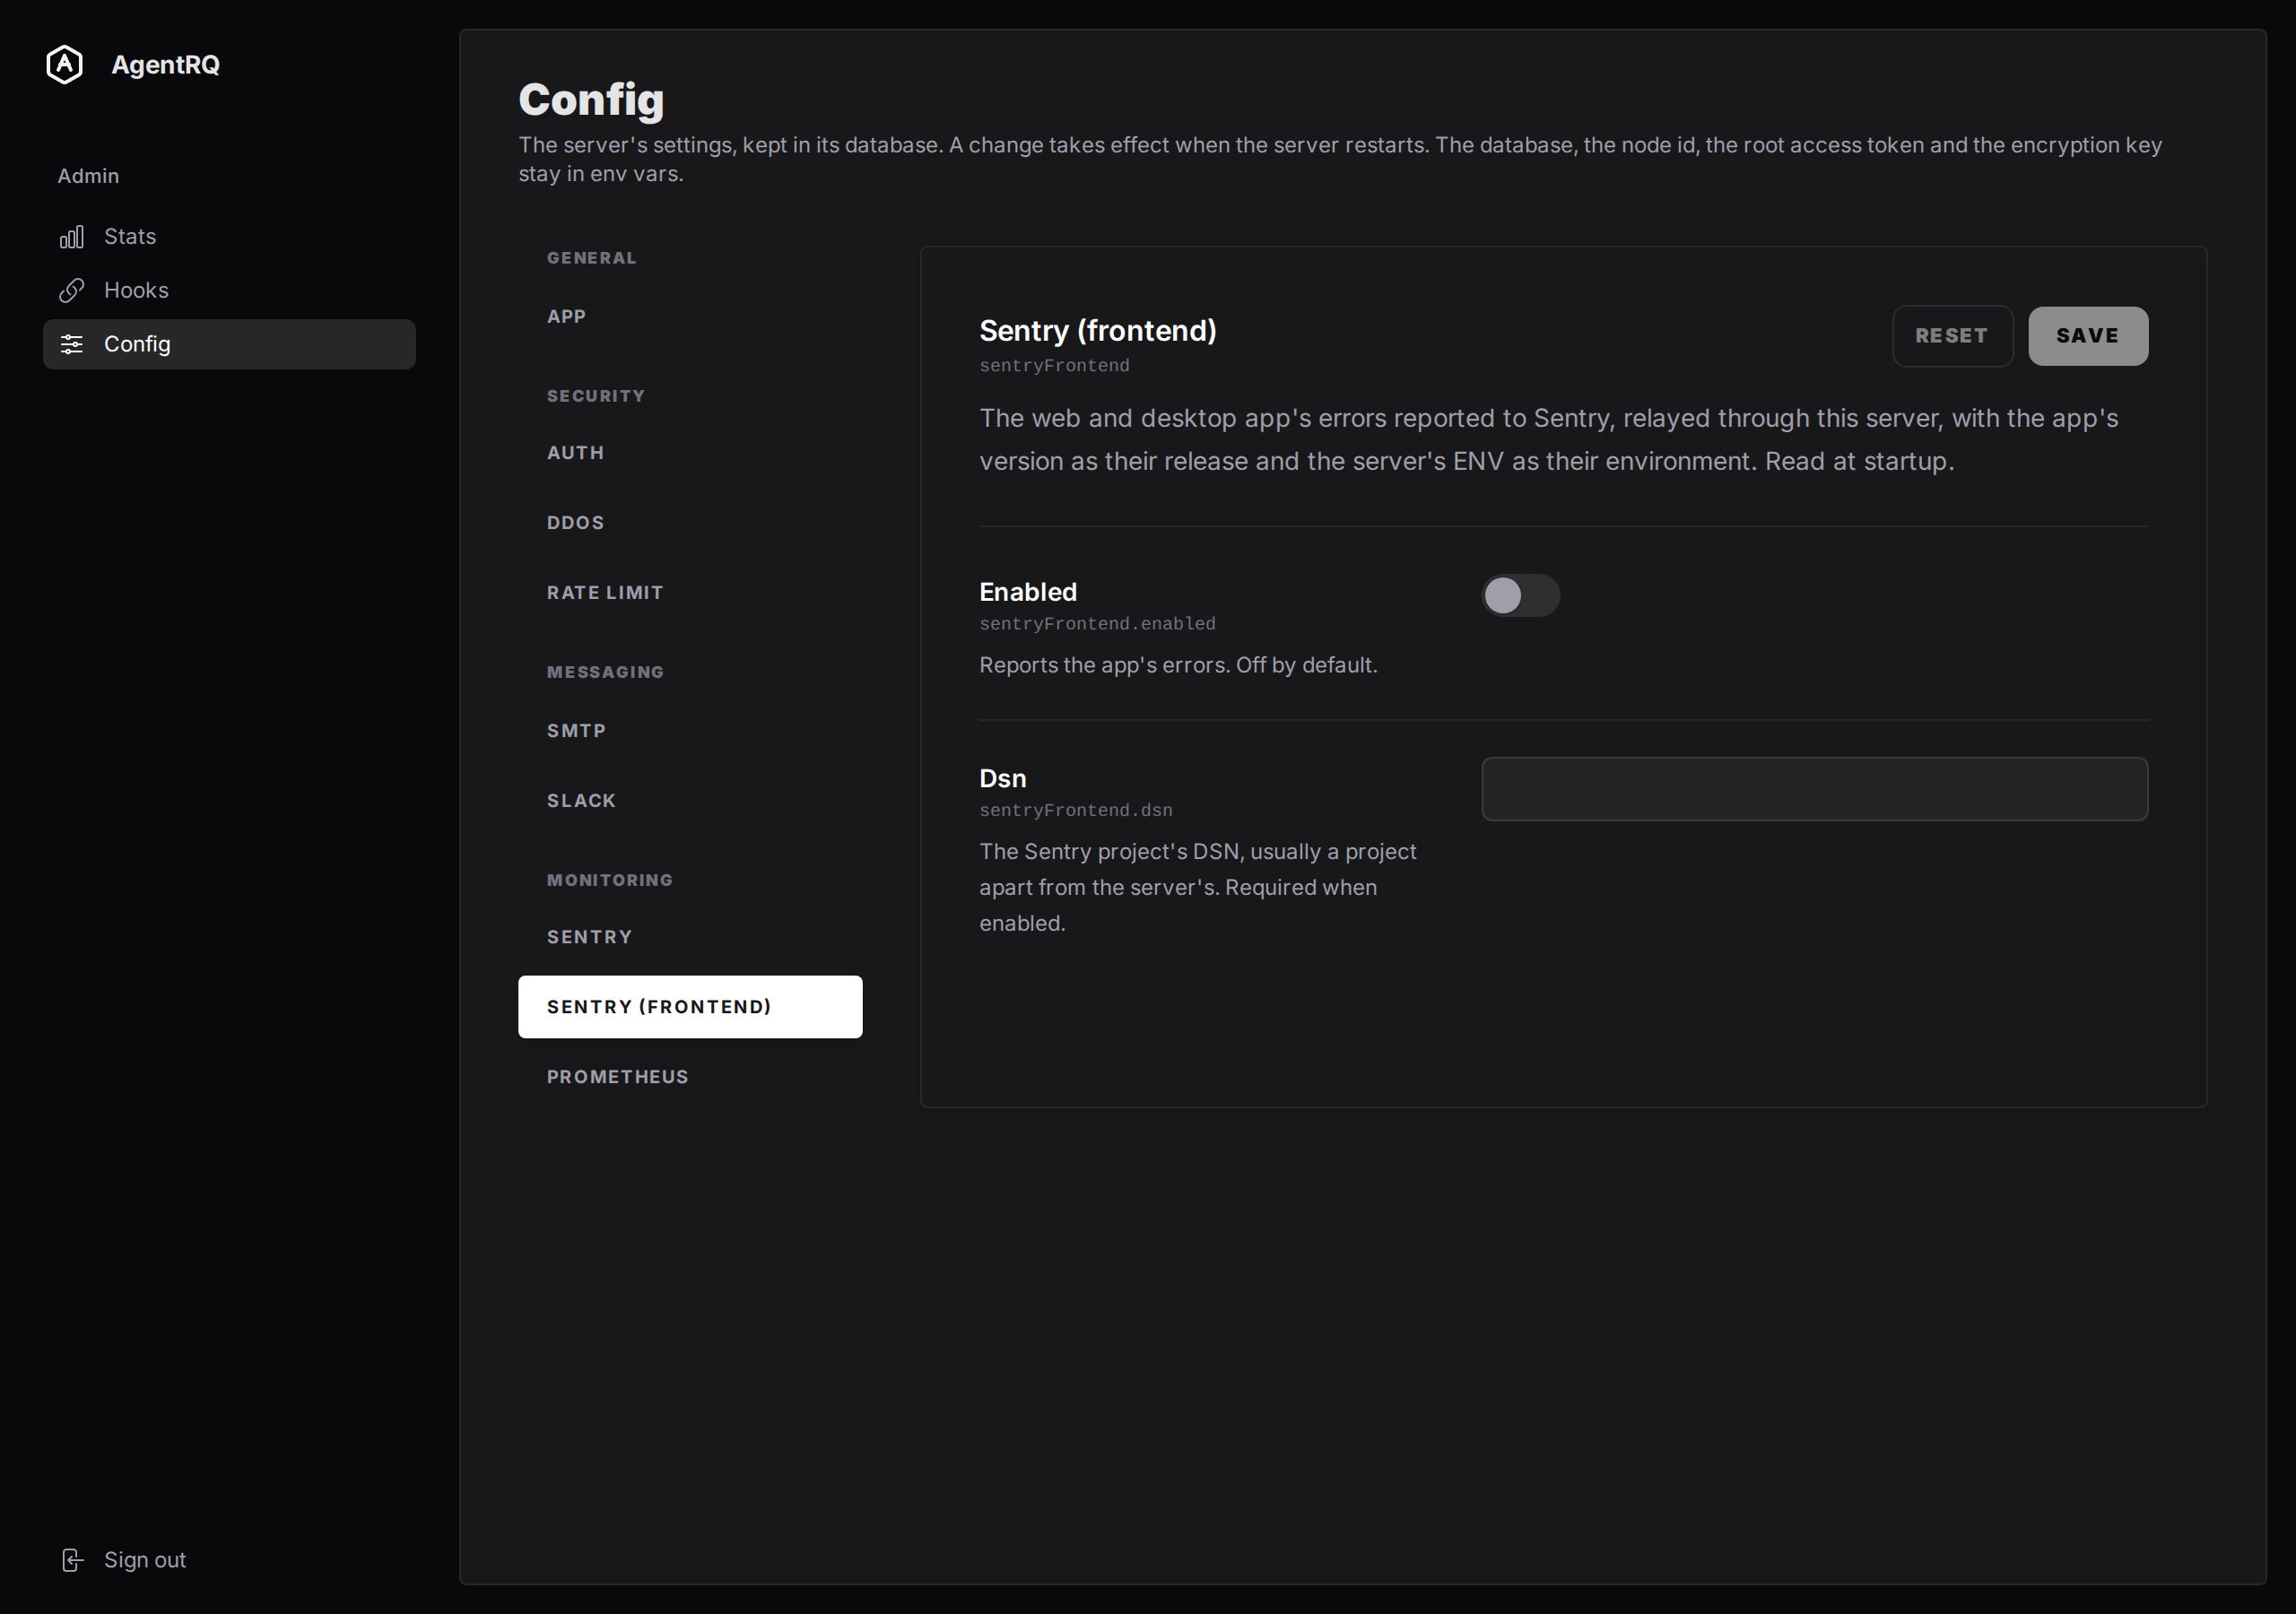 AgentRQ
Admin
Stats
Hooks
Config
Sign out
Config
The server's settings, kept in its database. A change takes effect when the server restarts. The database, the node id, the root access token and the encryption key
stay in env vars.
GENERAL
APP
SECURITY
AUTH
DDOS
RATE LIMIT
MESSAGING
SMTP
SLACK
MONITORING
SENTRY
SENTRY (FRONTEND)
PROMETHEUS
Sentry (frontend)
sentryFrontend
RESET
SAVE
The web and desktop app's errors reported to Sentry, relayed through this server, with the app's
version as their release and the server's ENV as their environment. Read at startup.
Enabled
sentryFrontend.enabled
Reports the app's errors. Off by default.
Dsn
sentryFrontend.dsn
The Sentry project's DSN, usually a project
apart from the server's. Required when
enabled.